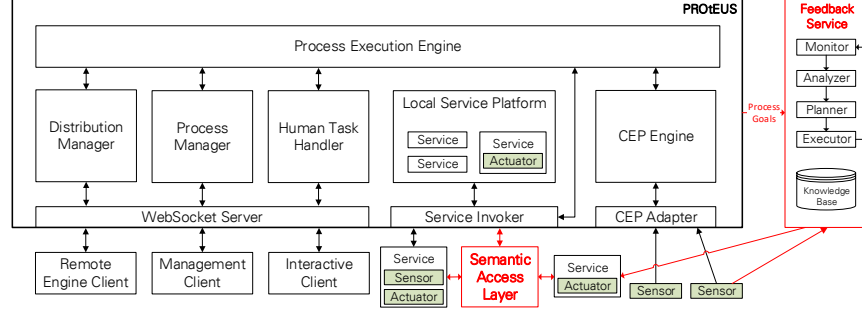 PROtEUS
Feedback
Service
Process Execution Engine
Monitor
Analyzer
Planner
Executor
Knowledge
Base
Process
Goals
Distribution
Manager
Process
Manager
Human Task
Handler
Local Service Platform
Service
Service
Service
Actuator
CEP Engine
WebSocket Server
Service Invoker
CEP Adapter
Remote
Engine Client
Management
Client
Interactive
Client
Service
Sensor
Actuator
Semantic
Access
Layer
Service
Actuator
Sensor
Sensor